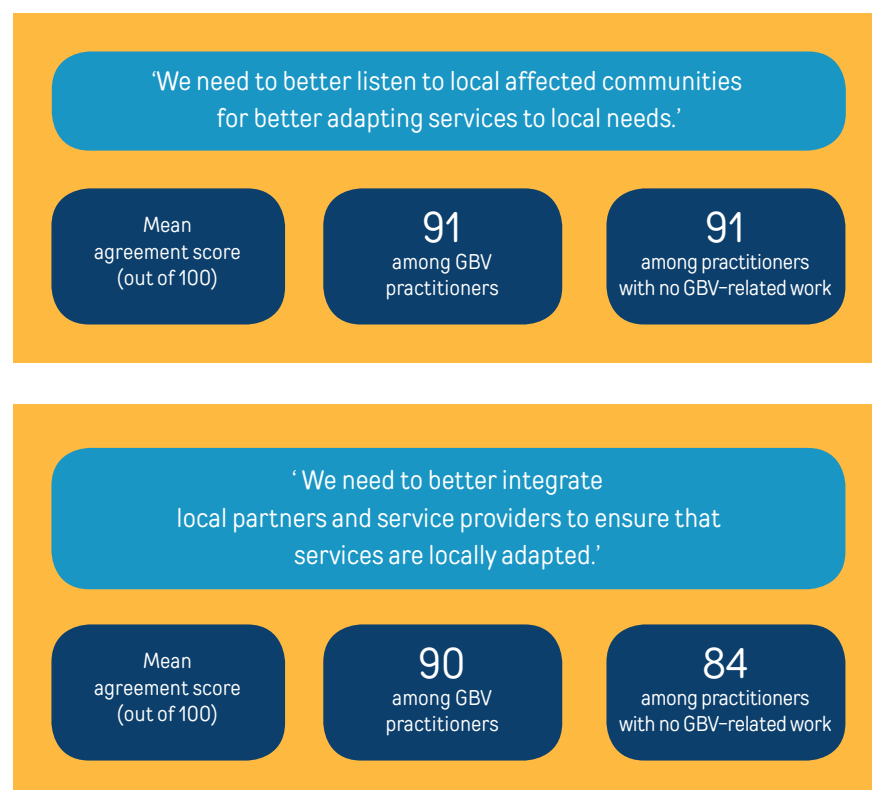 ‘We need to better listen to local affected communities
for better adapting services to local needs.’
Mean
agreement score
(out of 100)
91
among GBV
practitioners
91
among practitioners
with no GBV-related work
‘ We need to better integrate
local partners and service providers to ensure that
services are locally adapted.’
Mean
agreement score
(out of 100)
90
among GBV
practitioners
84
among practitioners
with no GBV-related work